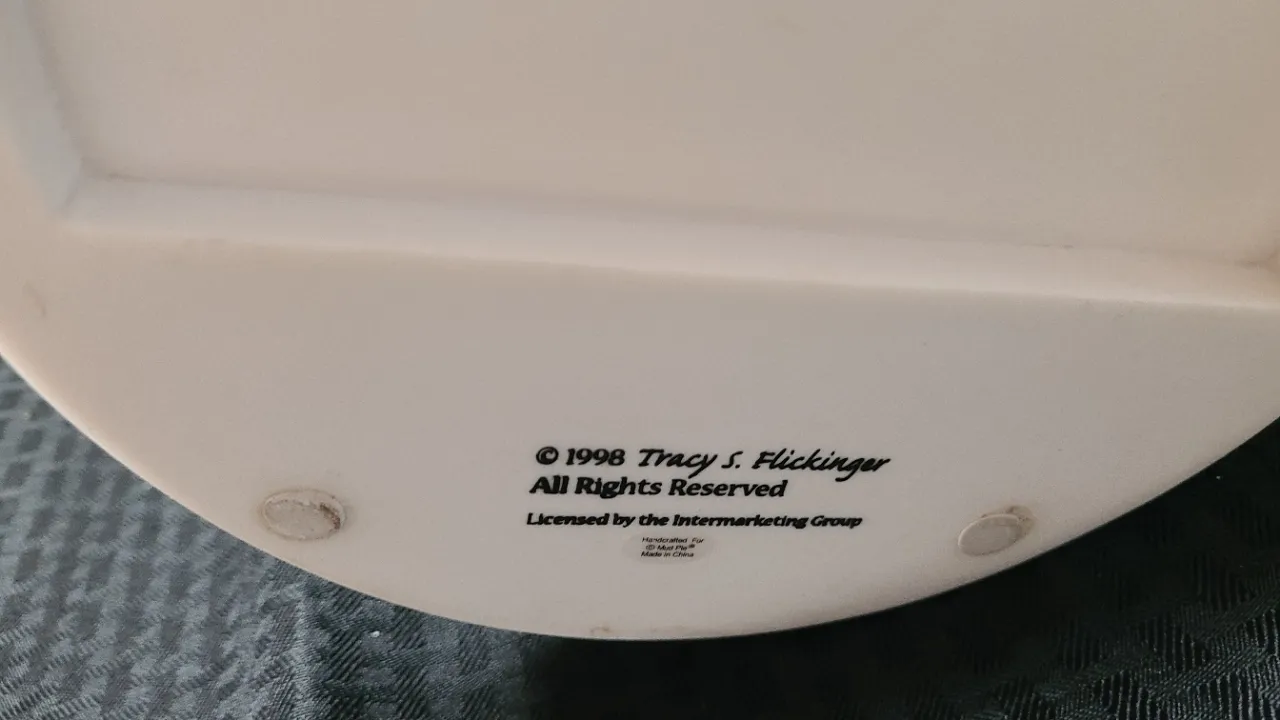 © 1998 Tracy S. Flickinger
All Rights Reserved
Licensed by the Intermarketing Group
Handcrafted For
© Mud Pie®
Made in China